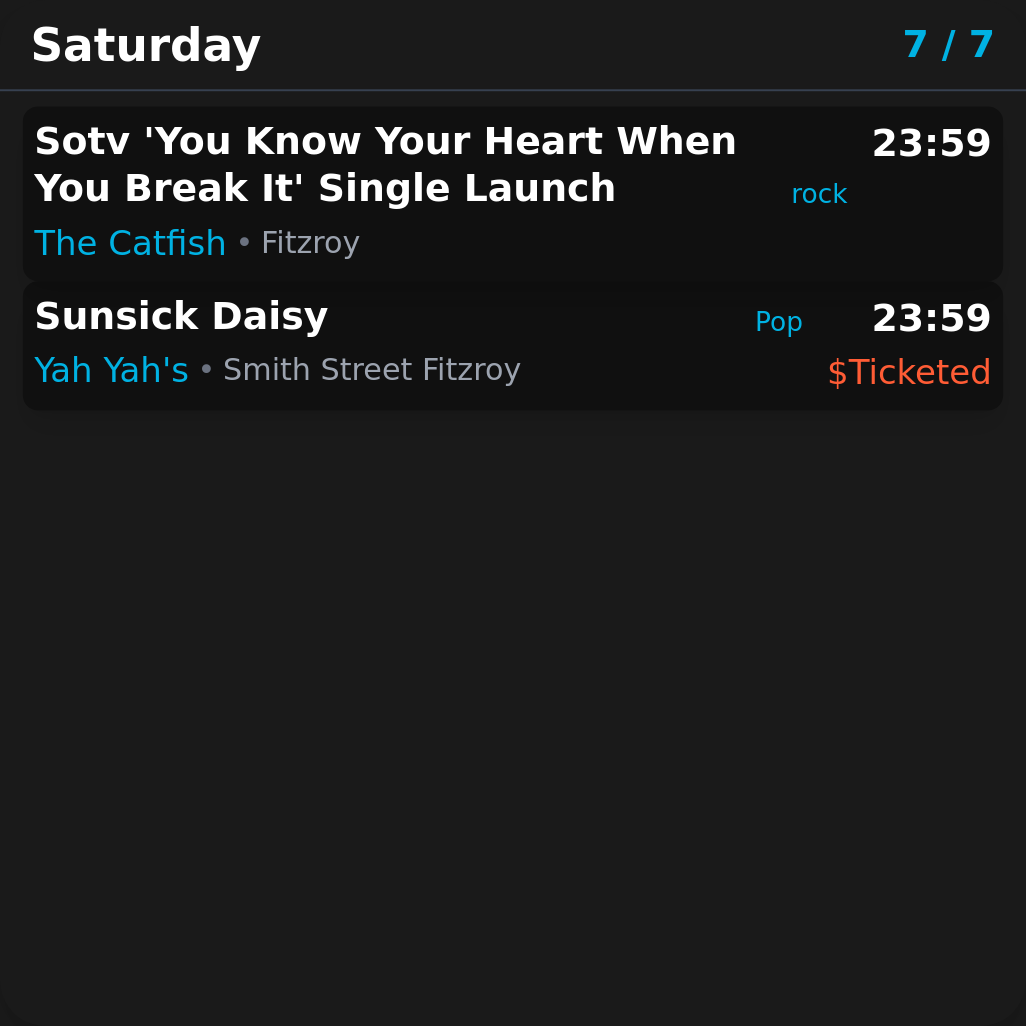 Saturday 7 / 7
Sotv 'You Know Your Heart When 23:59
You Break It' Single Launch rock
The Catfish • Fitzroy
Sunsick Daisy Pop 23:59
Yah Yah's • Smith Street Fitzroy $Ticketed